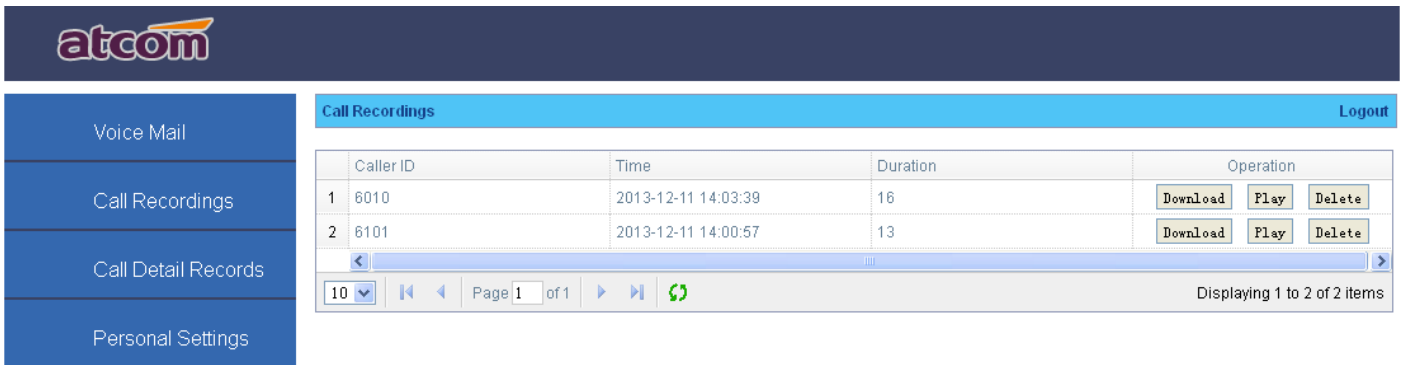 atcom
Voice Mail
Call Recordings
Call Detail Records
Personal Settings
Call Recordings Logout
Caller ID Time Duration Operation
1 6010 2013-12-11 14:03:39 16 Download Play Delete
2 6101 2013-12-11 14:00:57 13 Download Play Delete
10 Page 1 of 1 Displaying 1 to 2 of 2 items